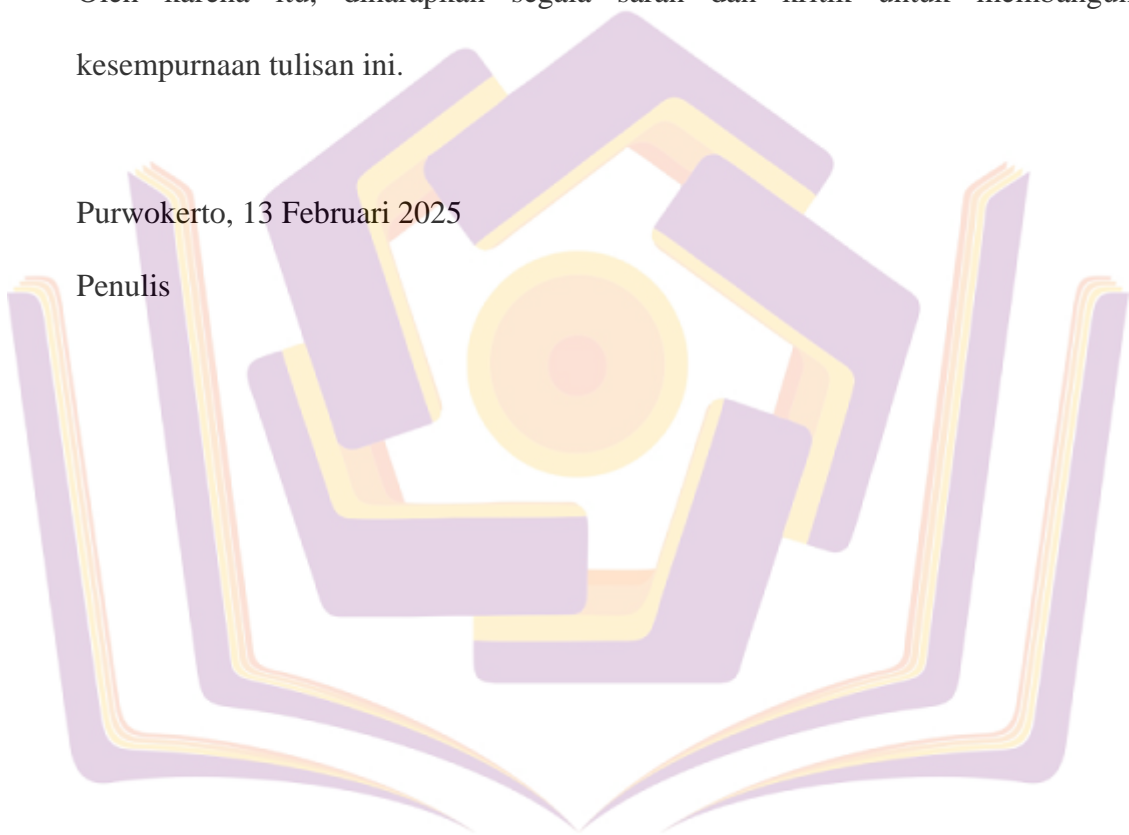 Oleh karena itu, diharapkan segala saran dan kritik untuk membangun
kesempurnaan tulisan ini.
Purwokerto, 13 Februari 2025
Penulis